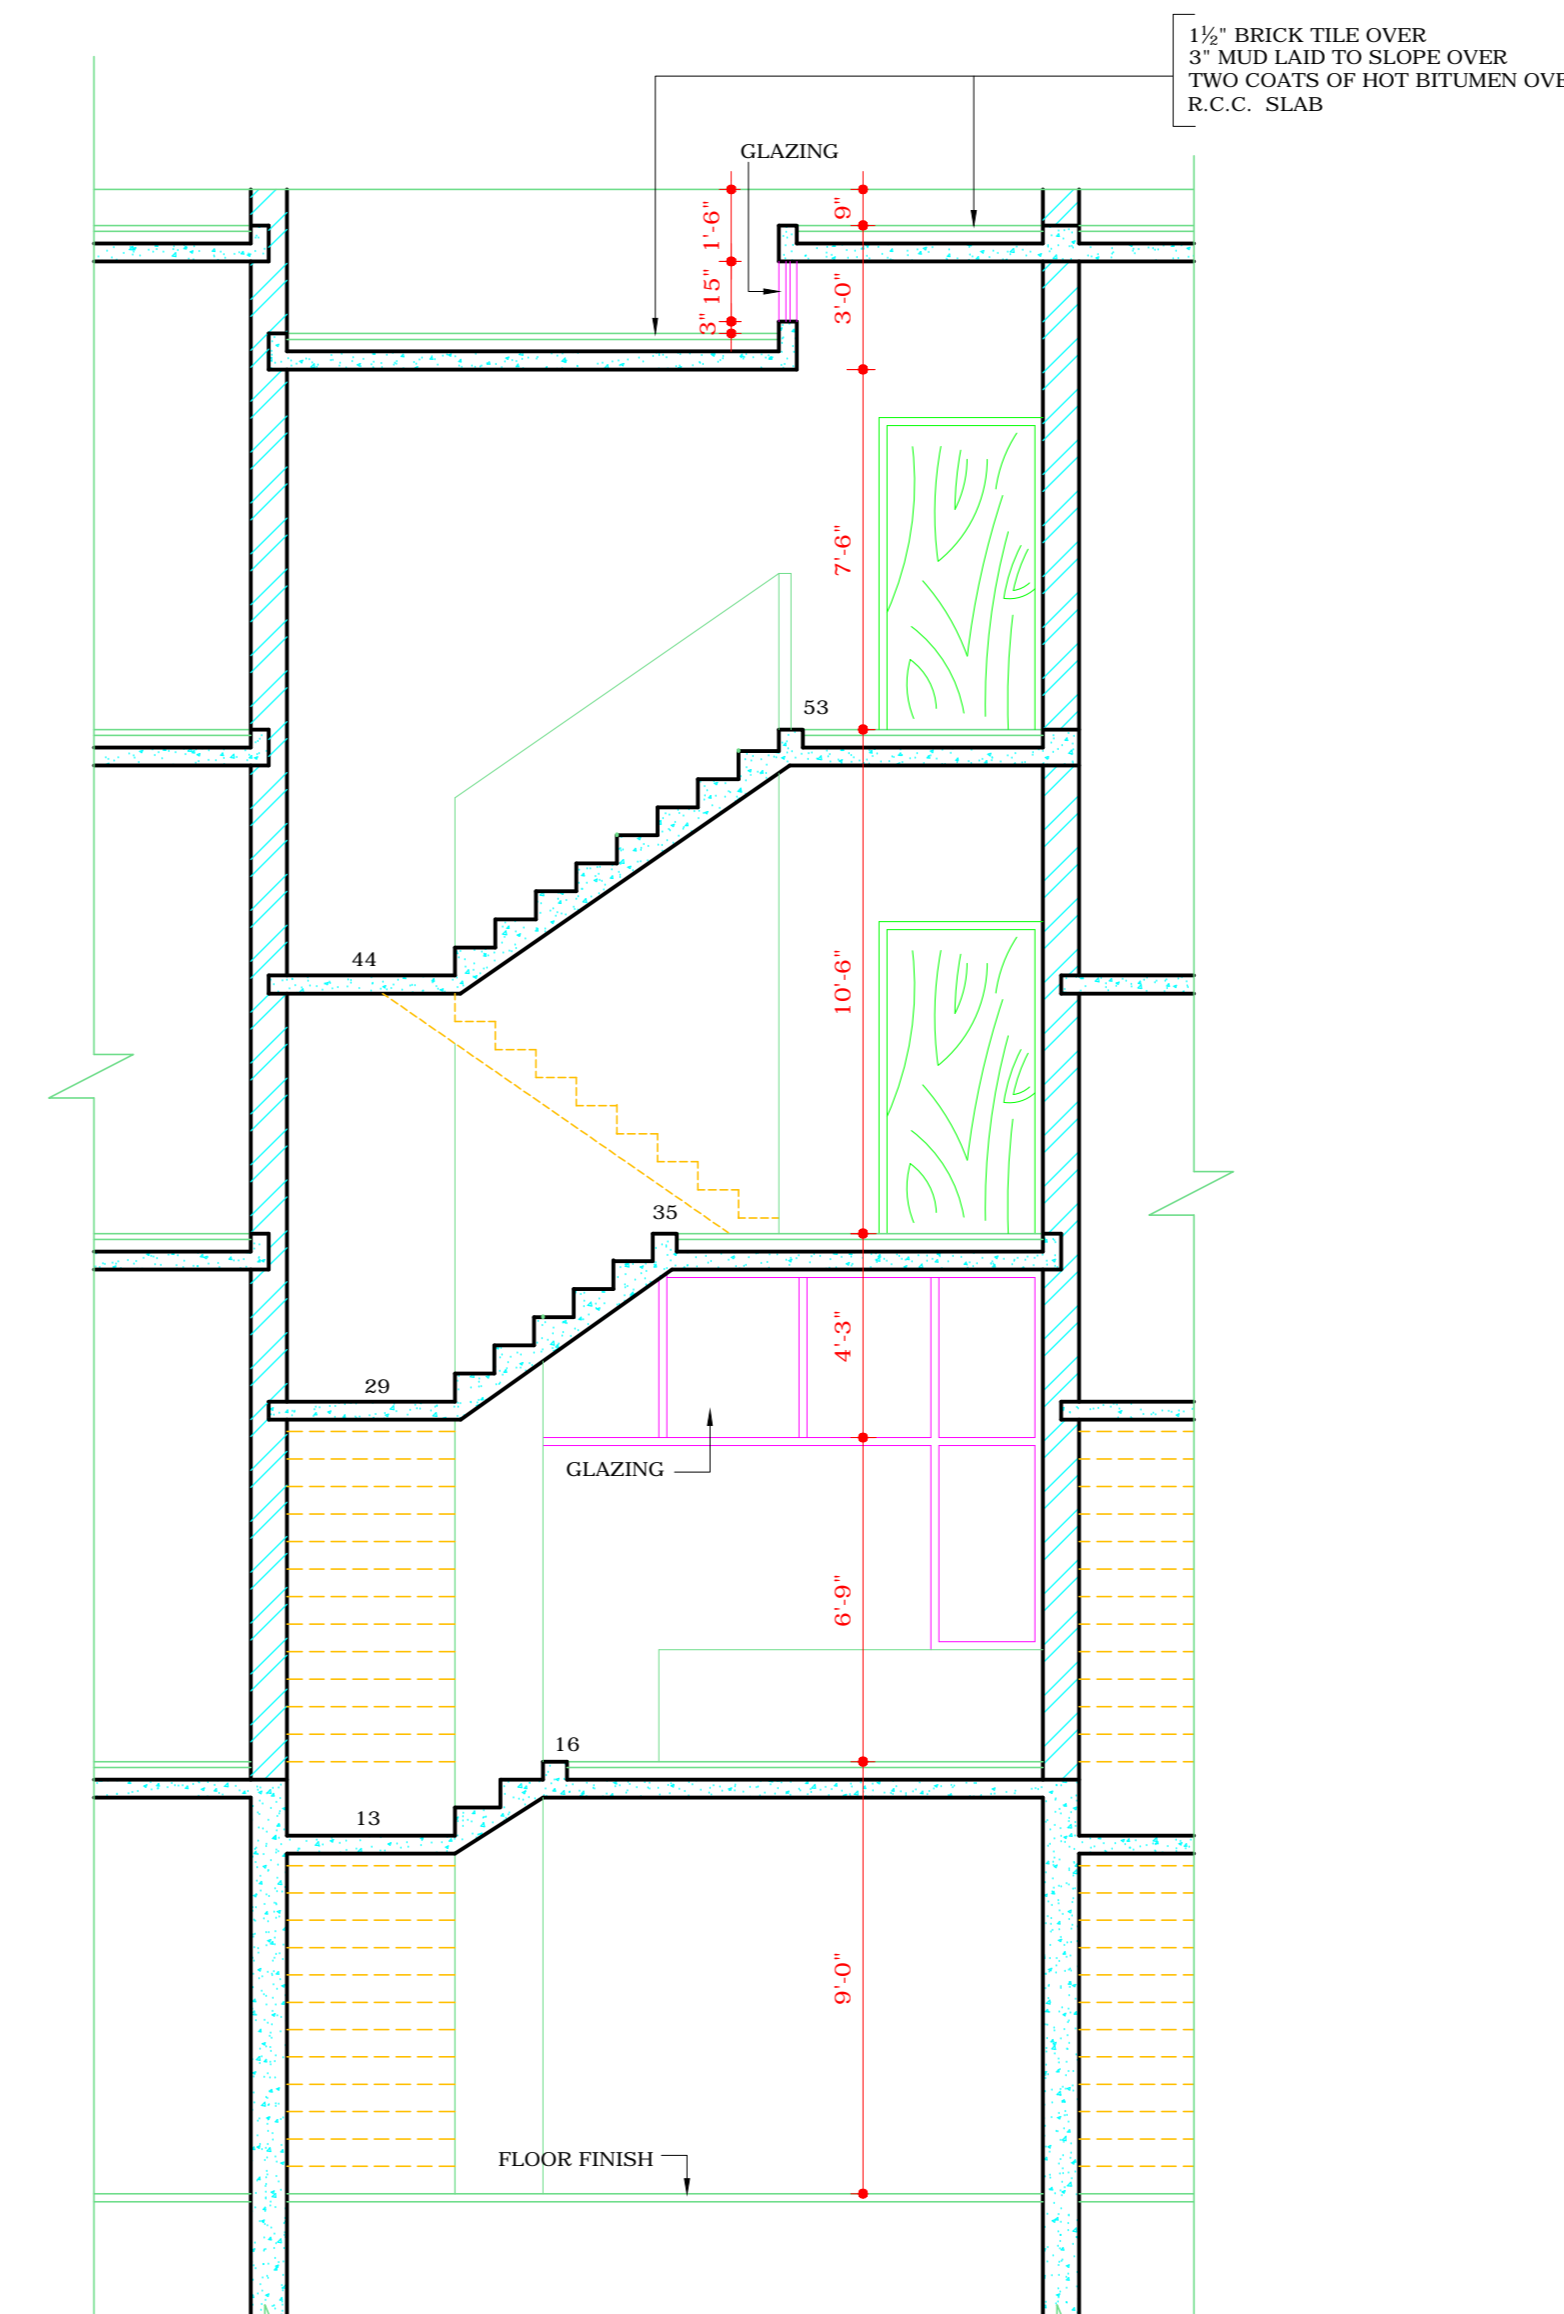 1½" BRICK TILE OVER
3" MUD LAID TO SLOPE OVER
TWO COATS OF HOT BITUMEN OVE
R.C.C. SLAB
GLAZING
1'-6"
9"
15"
3'-0"
3"
7'-6"
53
44
10'-6"
35
29
4'-3"
GLAZING
6'-9"
16
13
9'-0"
FLOOR FINISH